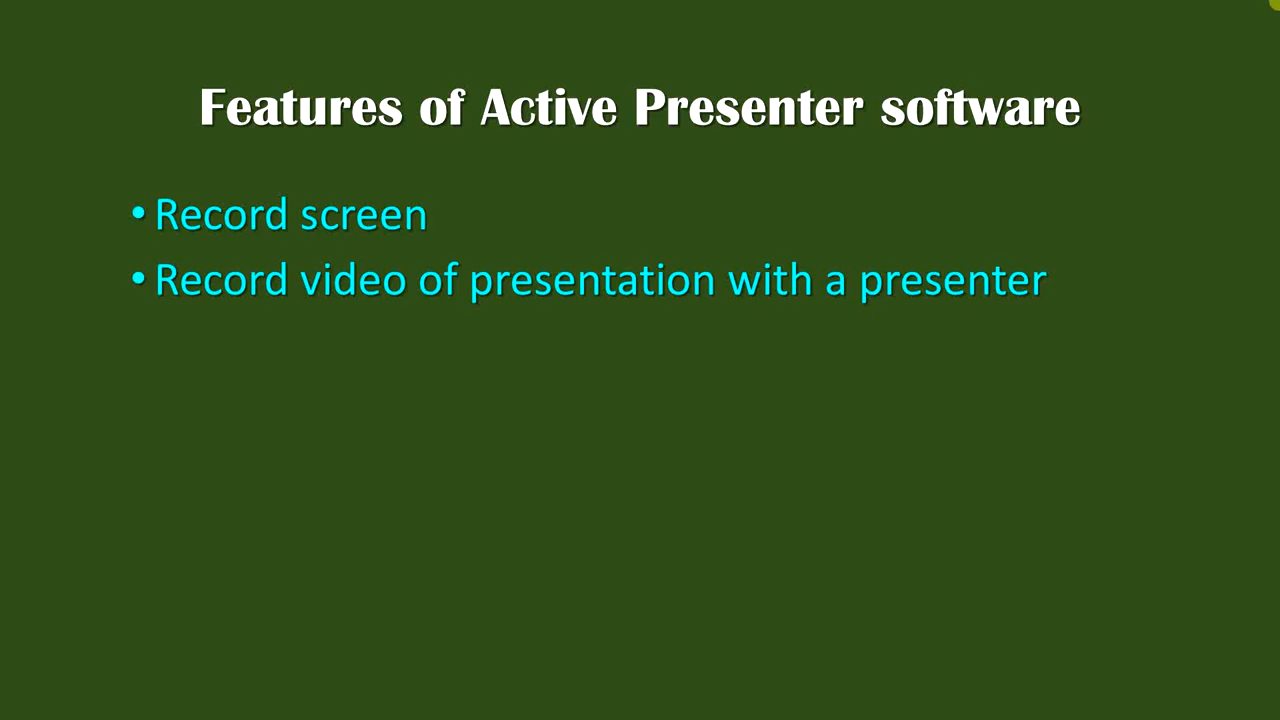 Features of Active Presenter software
• Record screen
• Record video of presentation with a presenter